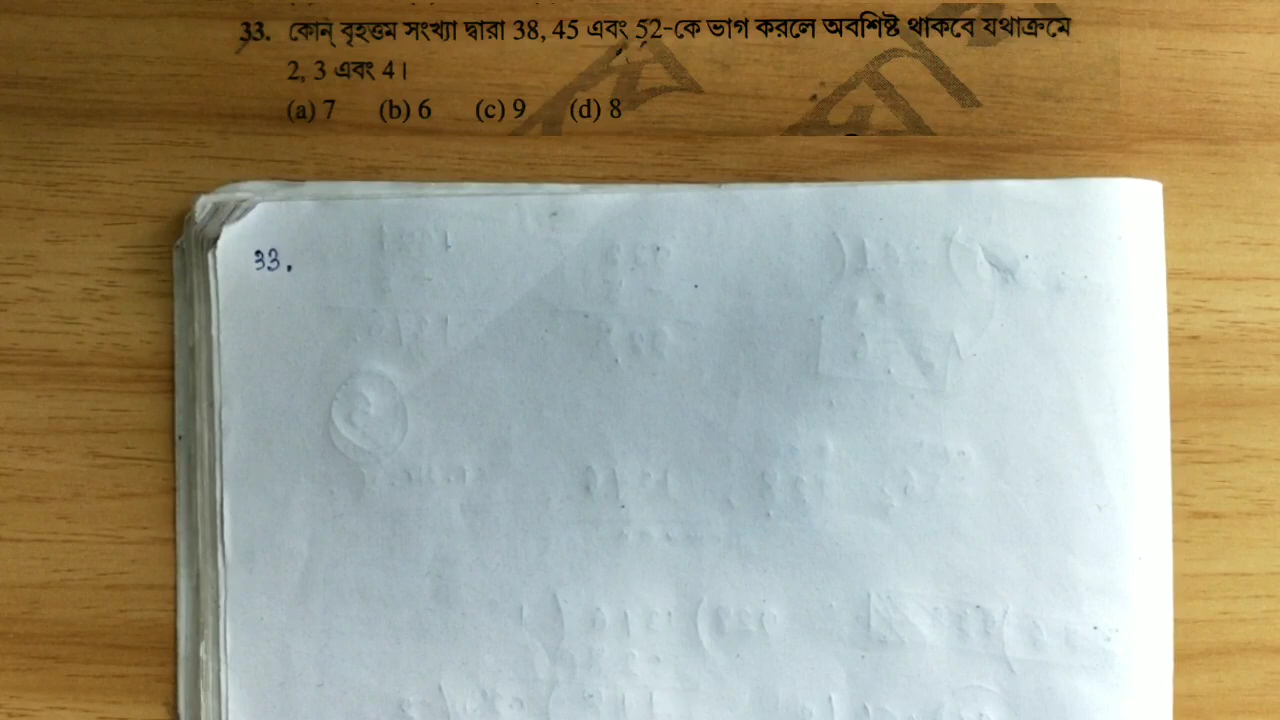 33. কোন্ বৃহত্তম সংখ্যা দ্বারা 38, 45 এবং 52-কে ভাগ করলে অবশিষ্ট থাকবে যথাক্রমে
2, 3 এবং 4।
(a) 7 (b) 6 (c) 9 (d) 8
33.